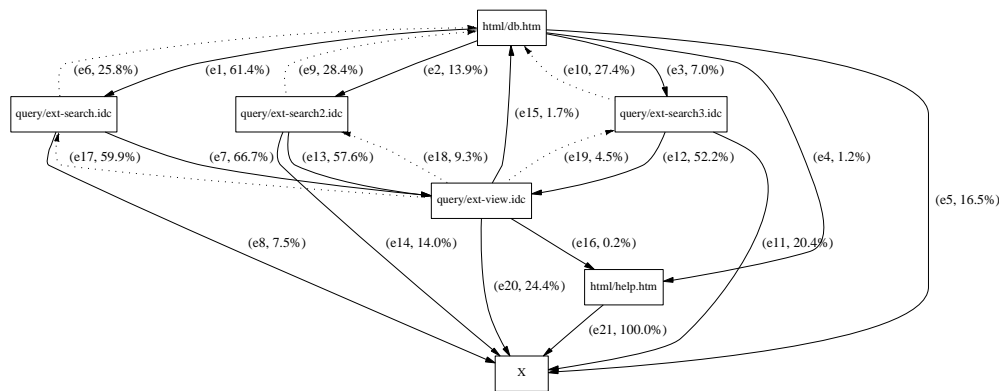 html/db.htm
(e6, 25.8%)
(e1, 61.4%)
(e9, 28.4%)
(e2, 13.9%)
(e10, 27.4%)
(e3, 7.0%)
query/ext-search.idc
query/ext-search2.idc
(e15, 1.7%)
query/ext-search3.idc
(e17, 59.9%)
(e7, 66.7%)
(e13, 57.6%)
(e18, 9.3%)
(e19, 4.5%)
(e12, 52.2%)
(e4, 1.2%)
query/ext-view.idc
(e5, 16.5%)
(e8, 7.5%)
(e14, 14.0%)
(e16, 0.2%)
(e11, 20.4%)
(e20, 24.4%)
html/help.htm
(e21, 100.0%)
X